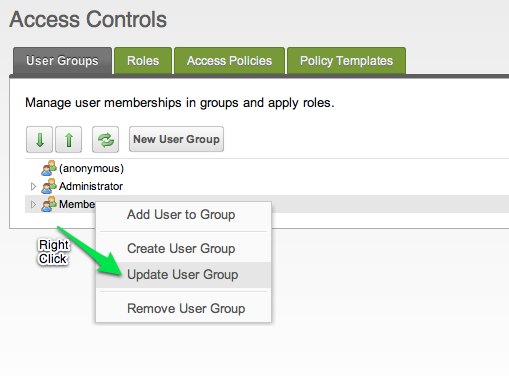 Access Controls
User Groups Roles Access Policies Policy Templates
Manage user memberships in groups and apply roles.
New User Group
(anonymous)
Administrator
Membe
Add User to Group
Right
Click
Create User Group
Update User Group
Remove User Group